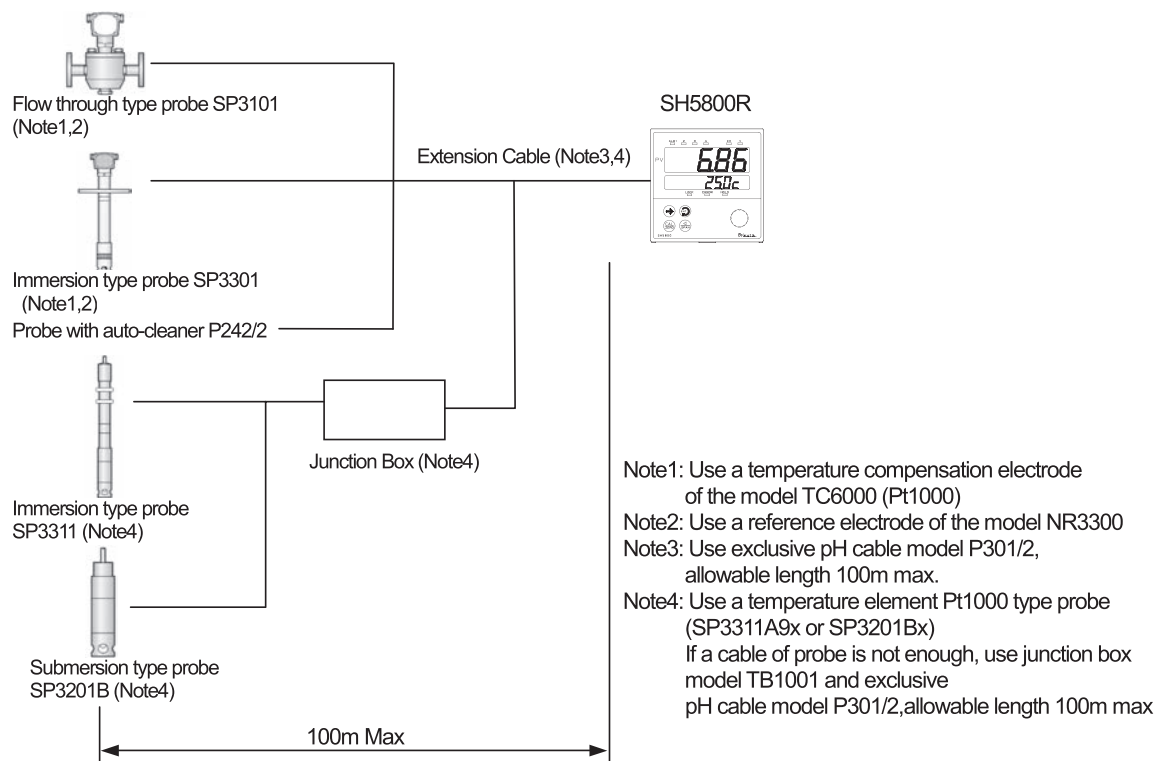 Flow through type probe SP3101
(Note1,2)
SH5800R
Extension Cable (Note3,4)
PV
6.86
25.0c
SH5800
Immersion type probe SP3301
(Note1,2)
Probe with auto-cleaner P242/2
Junction Box (Note4)
Immersion type probe
SP3311 (Note4)
Submersion type probe
SP3201B (Note4)
100m Max
Note1: Use a temperature compensation electrode
of the model TC6000 (Pt1000)
Note2: Use a reference electrode of the model NR3300
Note3: Use exclusive pH cable model P301/2,
allowable length 100m max.
Note4: Use a temperature element Pt1000 type probe
(SP3311A9x or SP3201Bx)
If a cable of probe is not enough, use junction box
model TB1001 and exclusive
pH cable model P301/2,allowable length 100m max